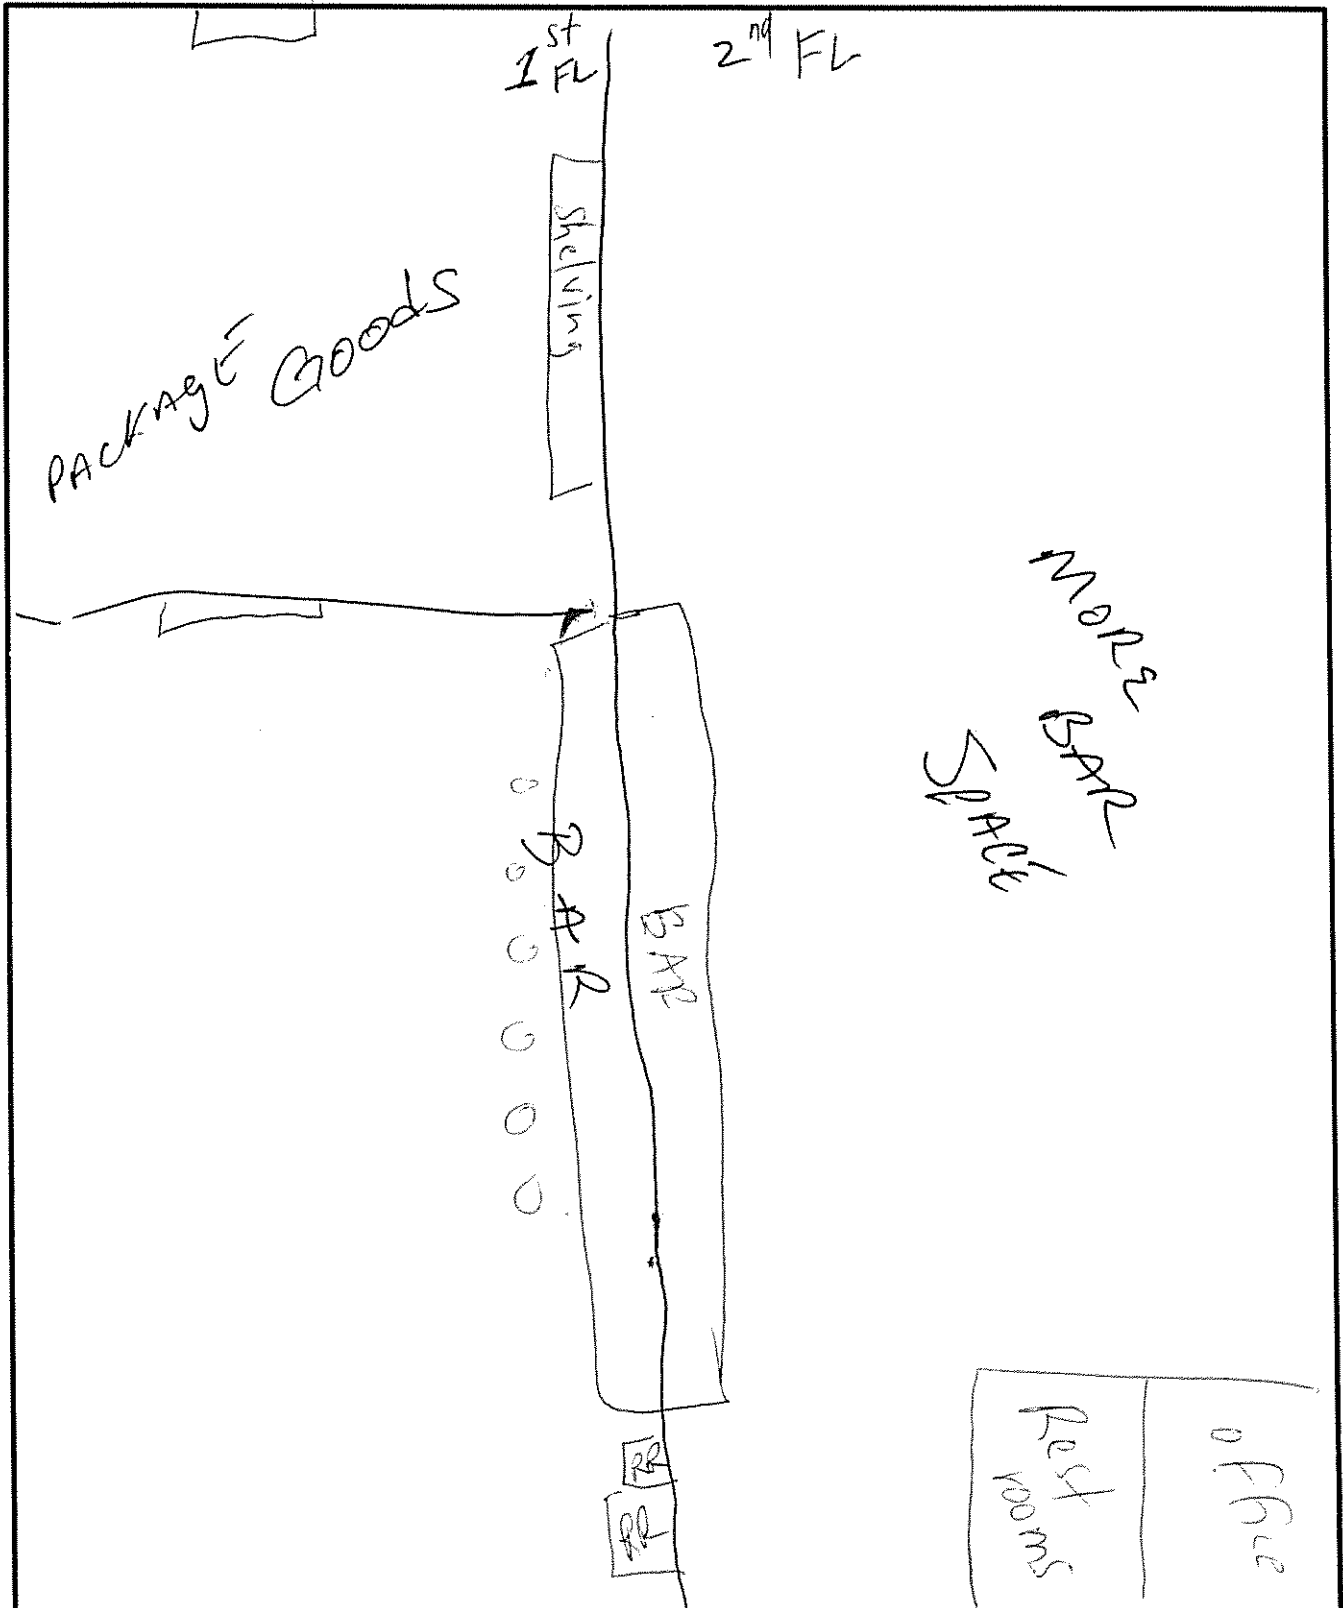 1st FL
2nd FL
shelving
PACKAGE GOODS
MORE
BAR
SPACE
BAR
BAR
RR
RR
Rest
rooms
office